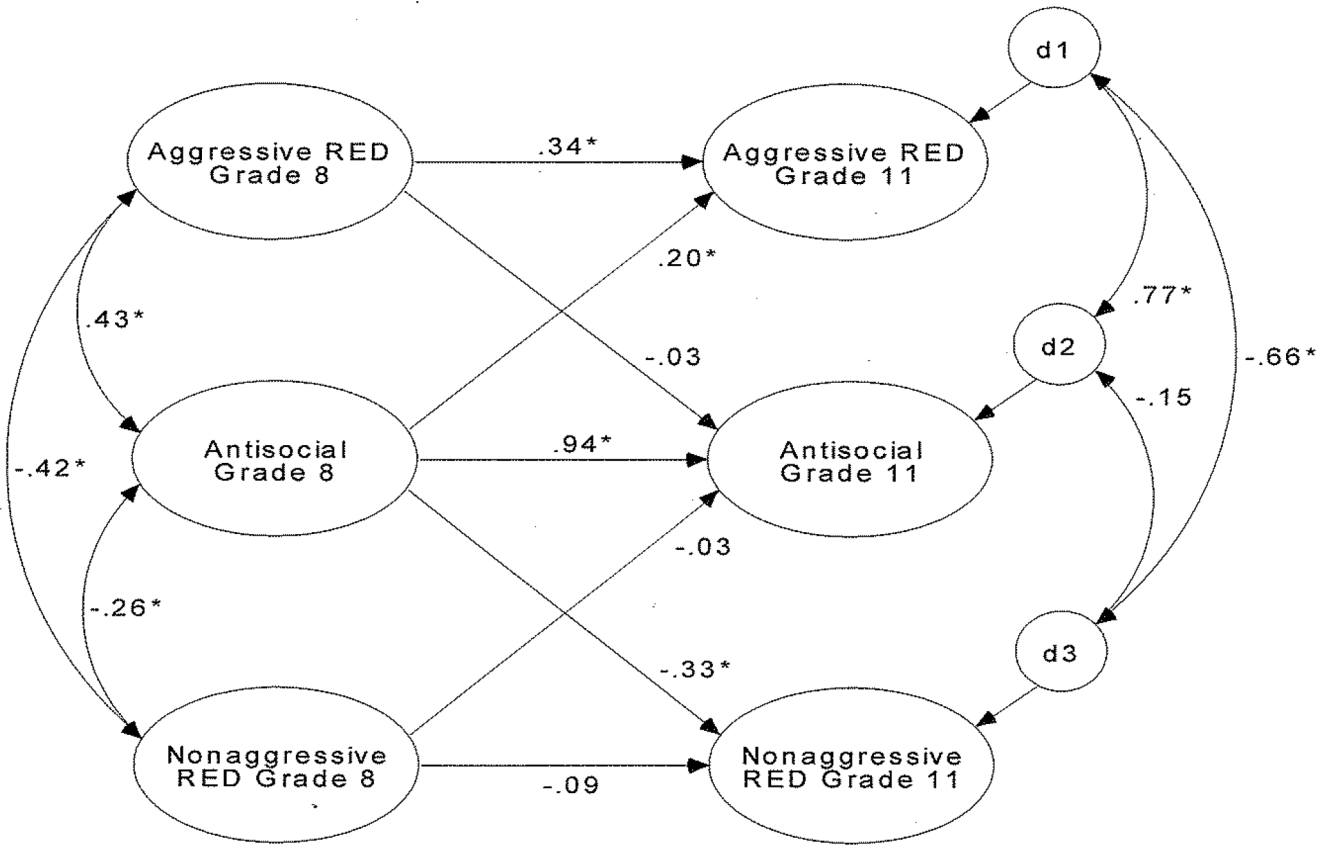 d1
Aggressive RED
Grade 8
.34*
Aggressive RED
Grade 11
.20*
.43*
.77*
-.03
d2
-.66*
-.15
Antisocial
Grade 8
.94*
Antisocial
Grade 11
-.42*
-.03
-.26*
-.33*
d3
Nonaggressive
RED Grade 8
-.09
Nonaggressive
RED Grade 11